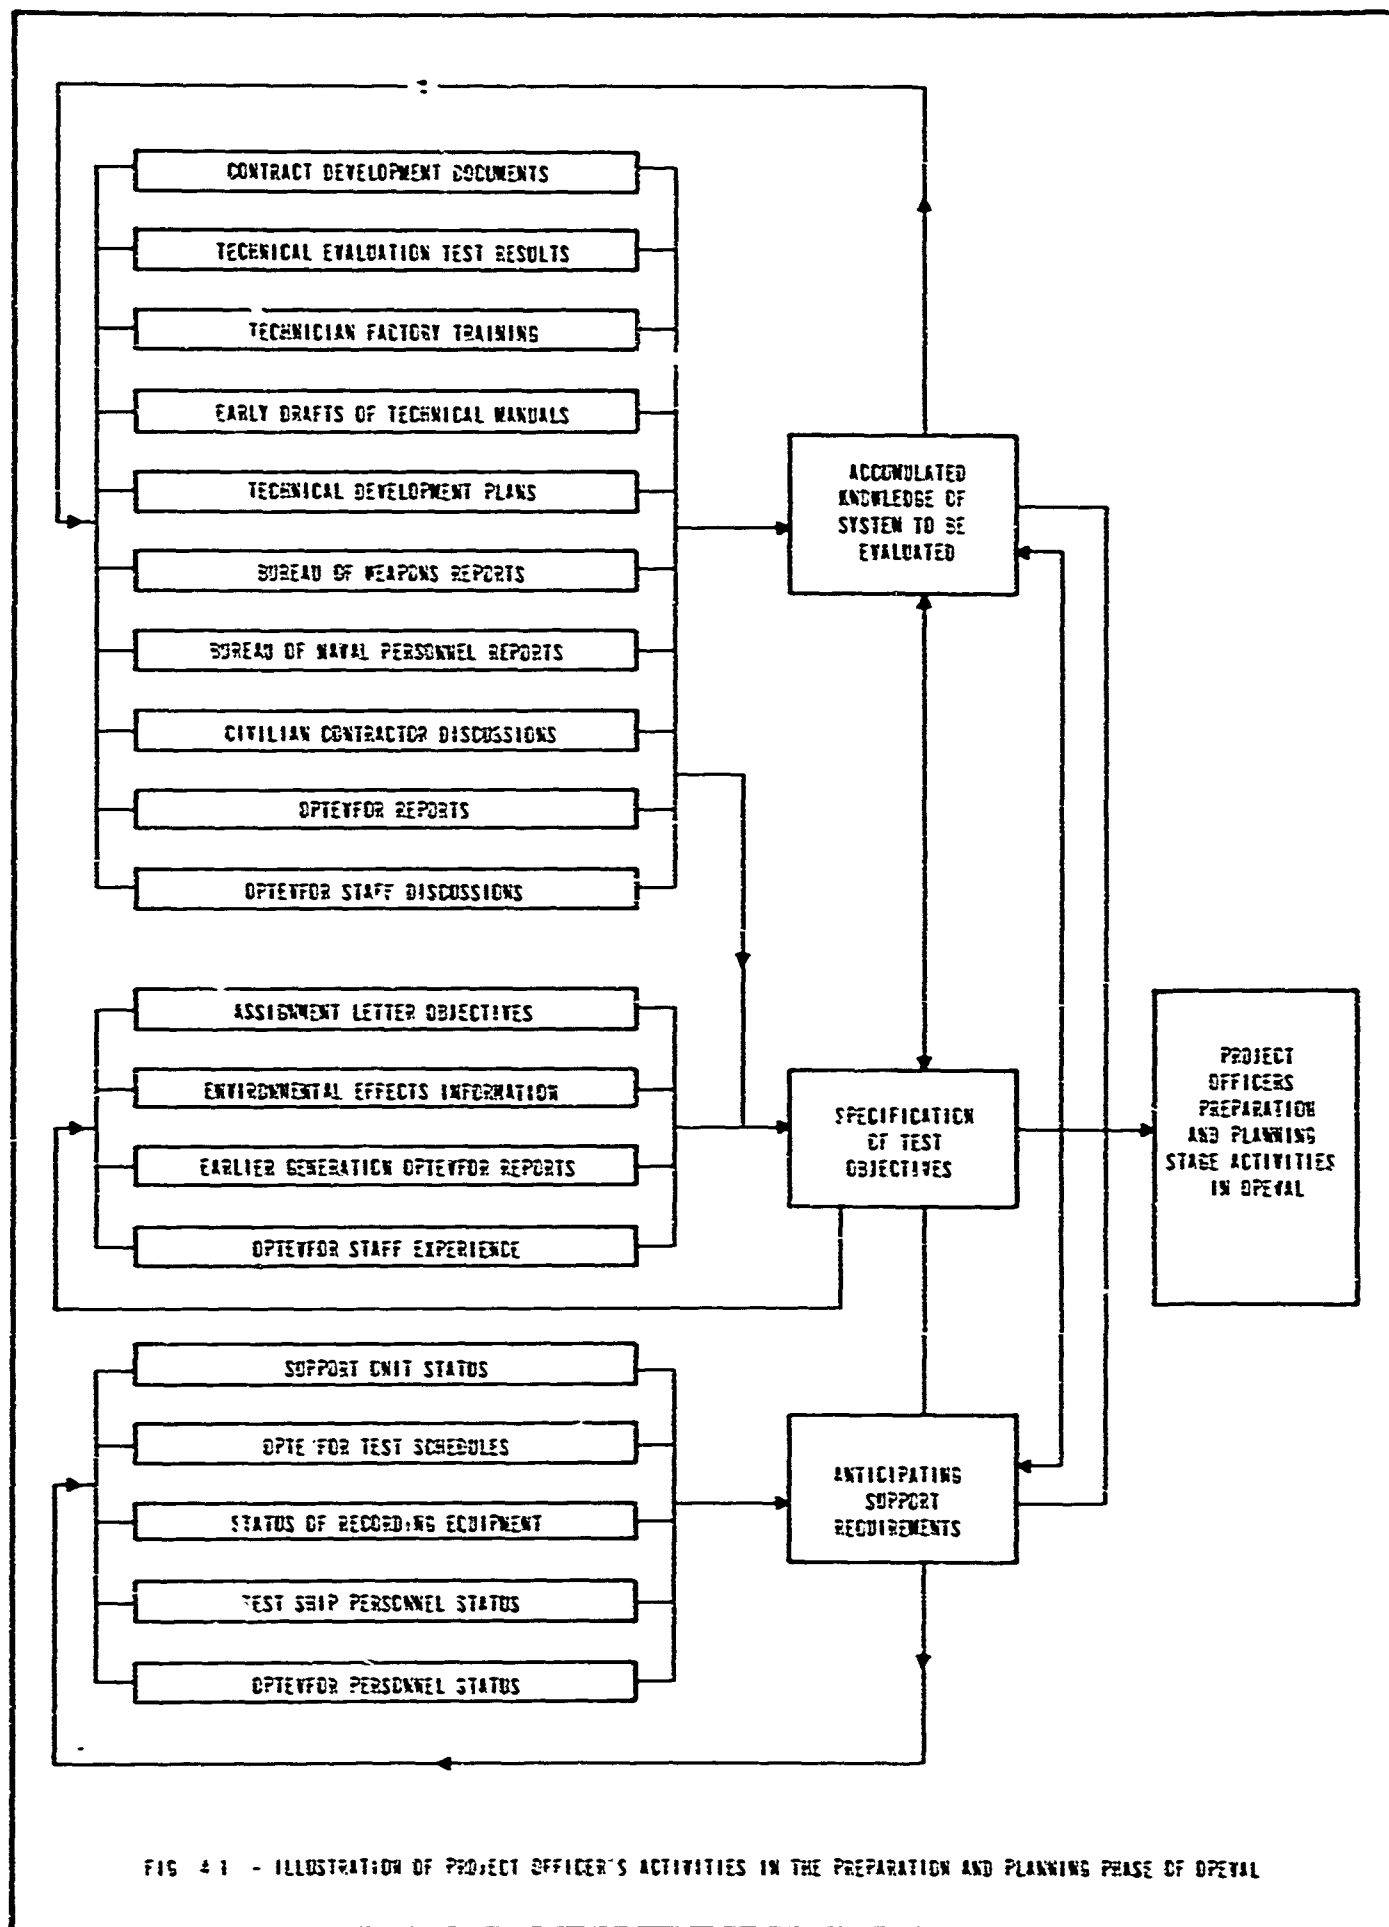 CONTRACT DEVELOPMENT DOCUMENTS
TECHNICAL EVALUATION TEST RESULTS
TECHNICIAN FACTORY TRAINING
EARLY DRAFTS OF TECHNICAL MANUALS
TECHNICAL DEVELOPMENT PLANS
BUREAU OF WEAPONS REPORTS
BUREAU OF NAVAL PERSONNEL REPORTS
CIVILIAN CONTRACTOR DISCUSSIONS
OPTEVFOR REPORTS
OPTEVFOR STAFF DISCUSSIONS
ACCUMULATED
KNOWLEDGE OF
SYSTEM TO BE
EVALUATED
ASSIGNMENT LETTER OBJECTIVES
ENVIRONMENTAL EFFECTS INFORMATION
EARLIER GENERATION OPTEVFOR REPORTS
OPTEVFOR STAFF EXPERIENCE
SPECIFICATION
OF TEST
OBJECTIVES
PROJECT
OFFICERS
PREPARATION
AND PLANNING
STAGE ACTIVITIES
IN OPEVAL
SUPPORT UNIT STATUS
OPTE FOR TEST SCHEDULES
STATUS OF RECORDING EQUIPMENT
TEST SHIP PERSONNEL STATUS
OPTEVFOR PERSONNEL STATUS
ANTICIPATING
SUPPORT
REQUIREMENTS
FIG 4.1 - ILLUSTRATION OF PROJECT OFFICER'S ACTIVITIES IN THE PREPARATION AND PLANNING PHASE OF OPEVAL